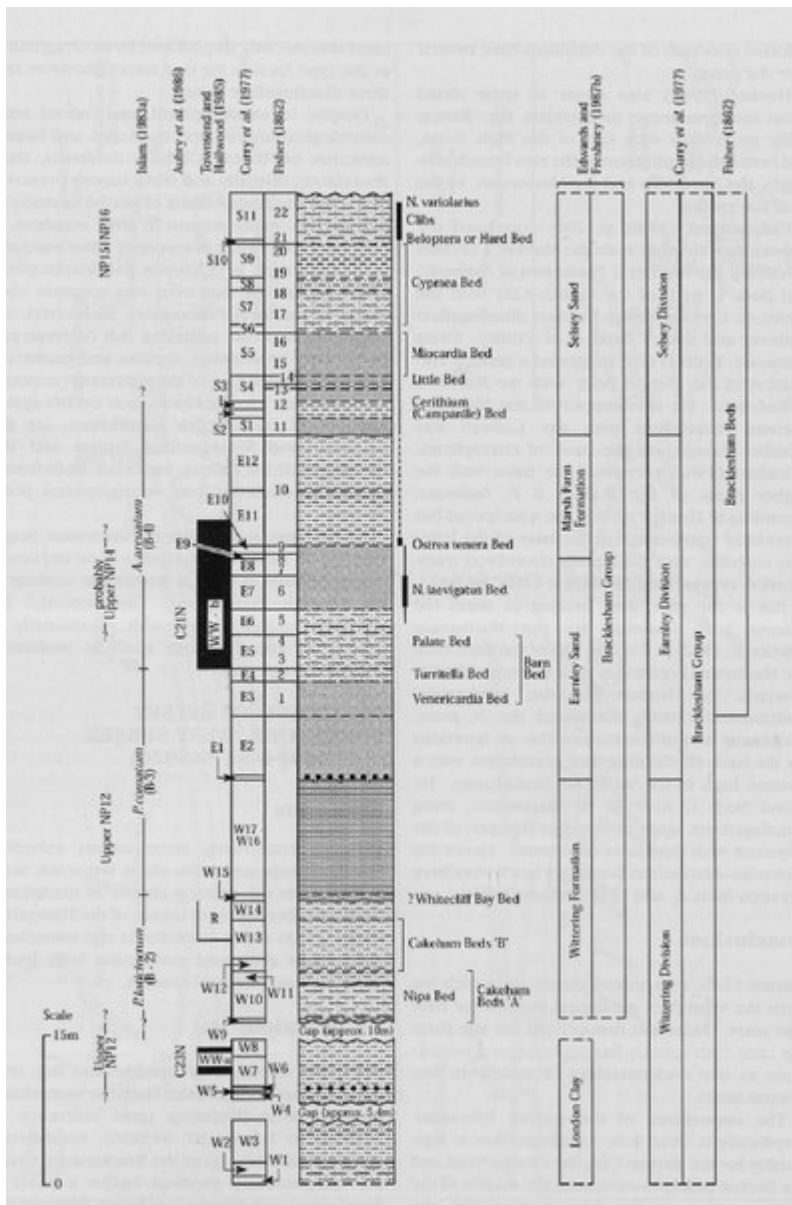 Islam (1983a)
Aubry et al. (1986)
Townsend and
Hailwood (1985)
Curry et al. (1977)
Fisher (1862)
Edwards and
Freshney (1987b)
Curry et al. (1977)
Fisher (1862)
NP15
NP16
Upper NP14
probably
Upper NP12
Upper
NP12
A. arcuatum
(B-4)
P. comatum
(B-3)
(B - 2)
C21N
WW - b
R
C23N
WW-a
S11
S10
S9
S8
S7
S6
S5
S3
S4
S2
S1
E12
E10
E11
E9
E8
E7
E6
E5
E4
E3
E2
E1
W17
W16
W15
W14
W13
W12
W11
W10
W9
W8
W7
W6
W5
W4
W3
W2
W1
22
21
20
19
18
17
16
15
14
13
12
11
10
6
5
4
3
2
1
N. variolarius
Clibs
Beloptera or Hard Bed
Cypraea Bed
Miocardia Bed
Little Bed
Cerithium
(Campanile) Bed
Ostrea tenera Bed
N. laevigatus Bed
Palate Bed
Barn
Bed
Turritella Bed
Venericardia Bed
? Whitecliff Bay Bed
Cakeham Beds 'B'
Nipa Bed
Cakeham
Beds 'A'
Gap (approx. 10m)
Gap (approx. 5.4m)
Selsey Sand
Marsh Farm
Formation
Earnley Sand
Wittering Formation
London Clay
Bracklesham Group
Selsey Division
Earnley Division
Wittering Division
Bracklesham Group
Bracklesham Beds
Scale
15m
0